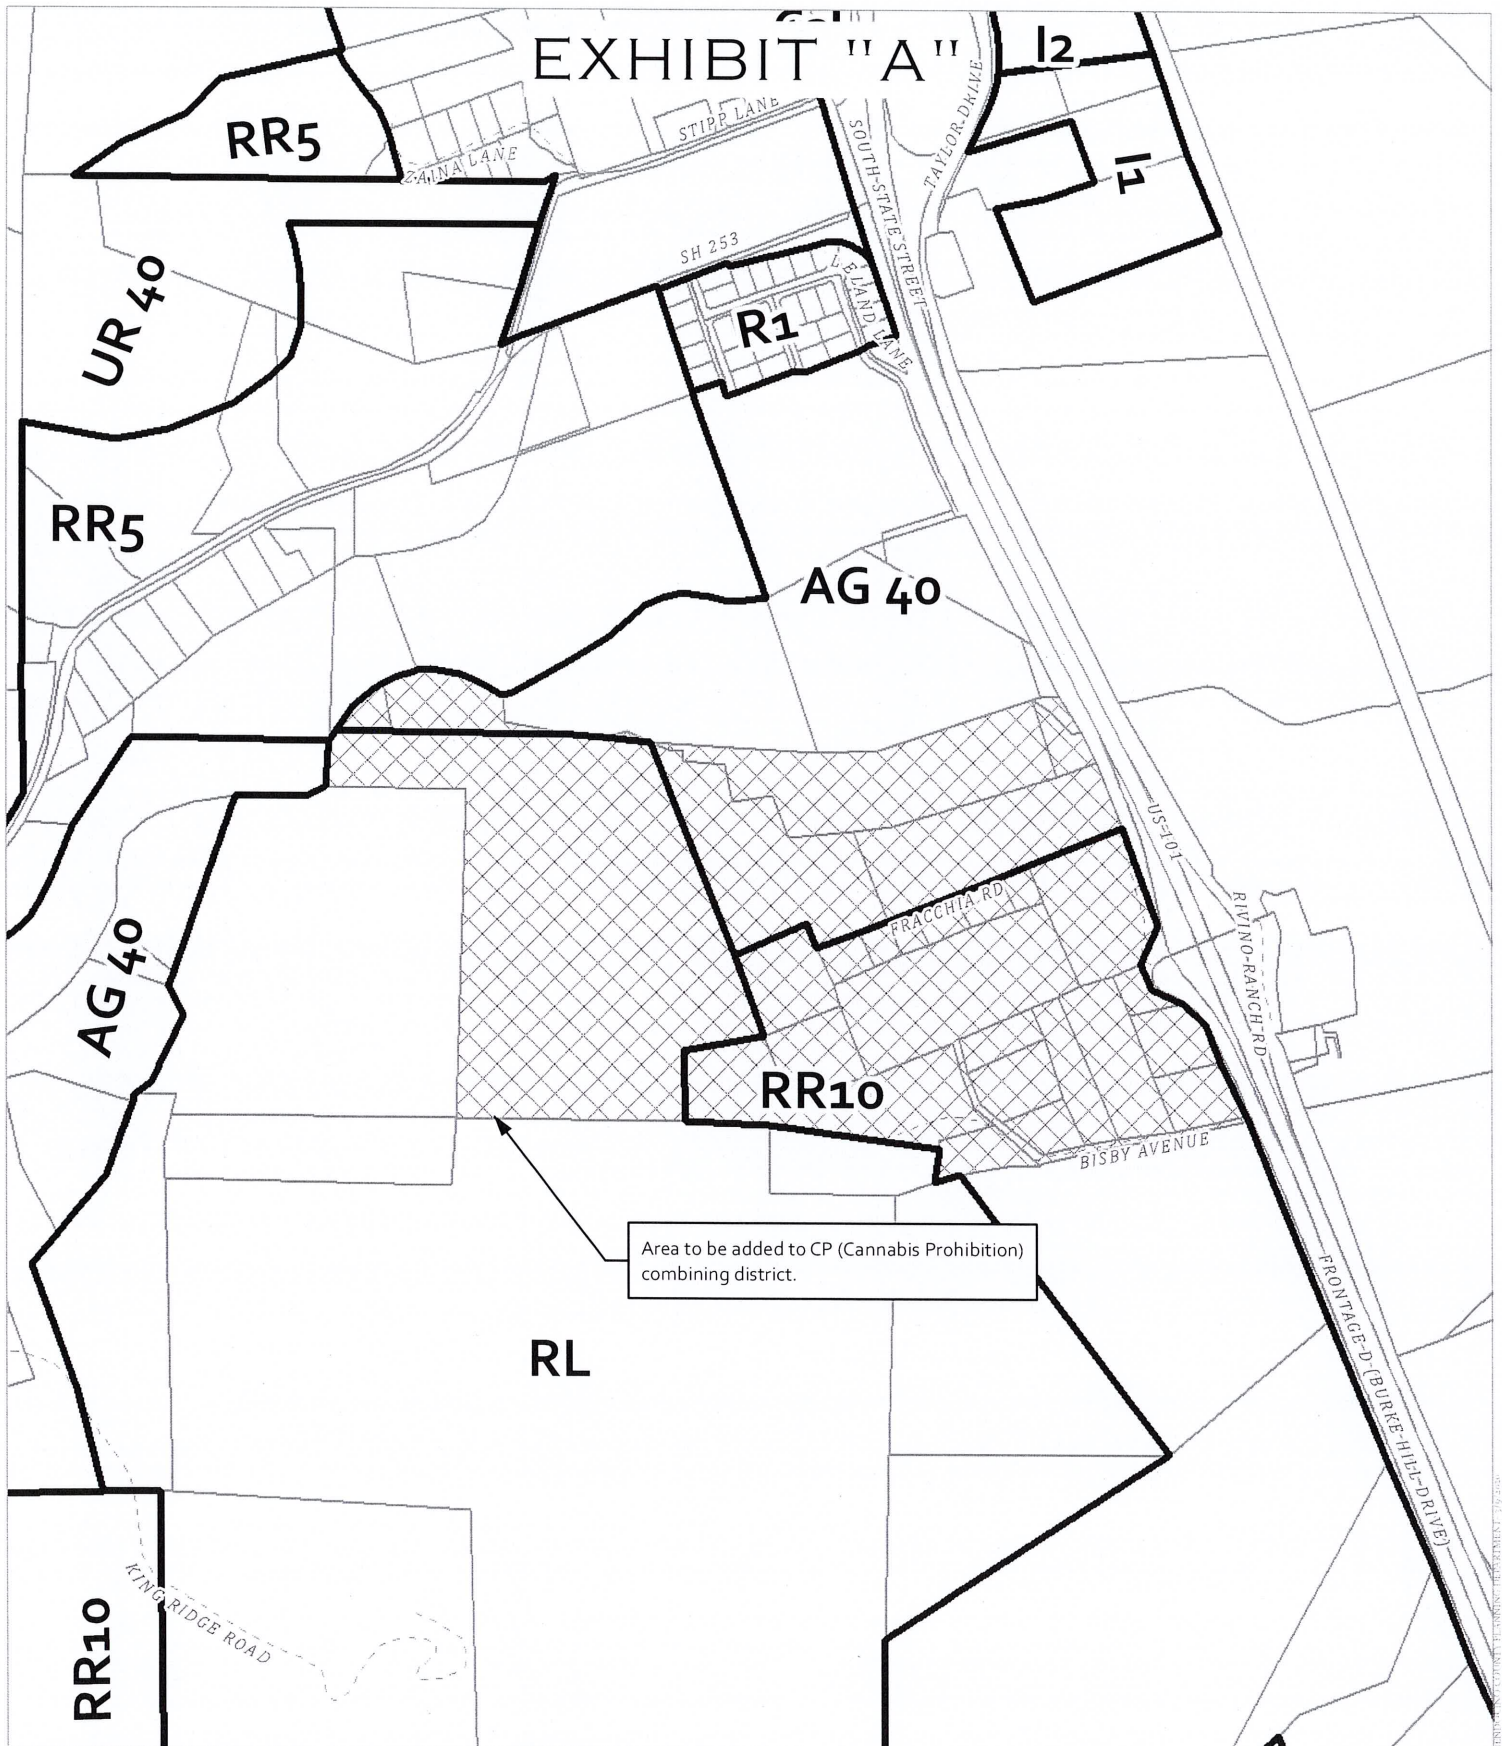 EXHIBIT "A"
I2
RR5
ZAINA LANE
STIPP LANE
SOUTH STATE STREET
TAYLOR DRIVE
I1
SH 253
LELAND LANE
R1
UR 40
RR5
AG 40
US 101
FRACCHIA RD
RIVINO RANCH RD
AG 40
RR10
BISBY AVENUE
Area to be added to CP (Cannabis Prohibition)
combining district.
RL
FRONTAGE D (BURKE HILL DRIVE)
KING RIDGE ROAD
RR10